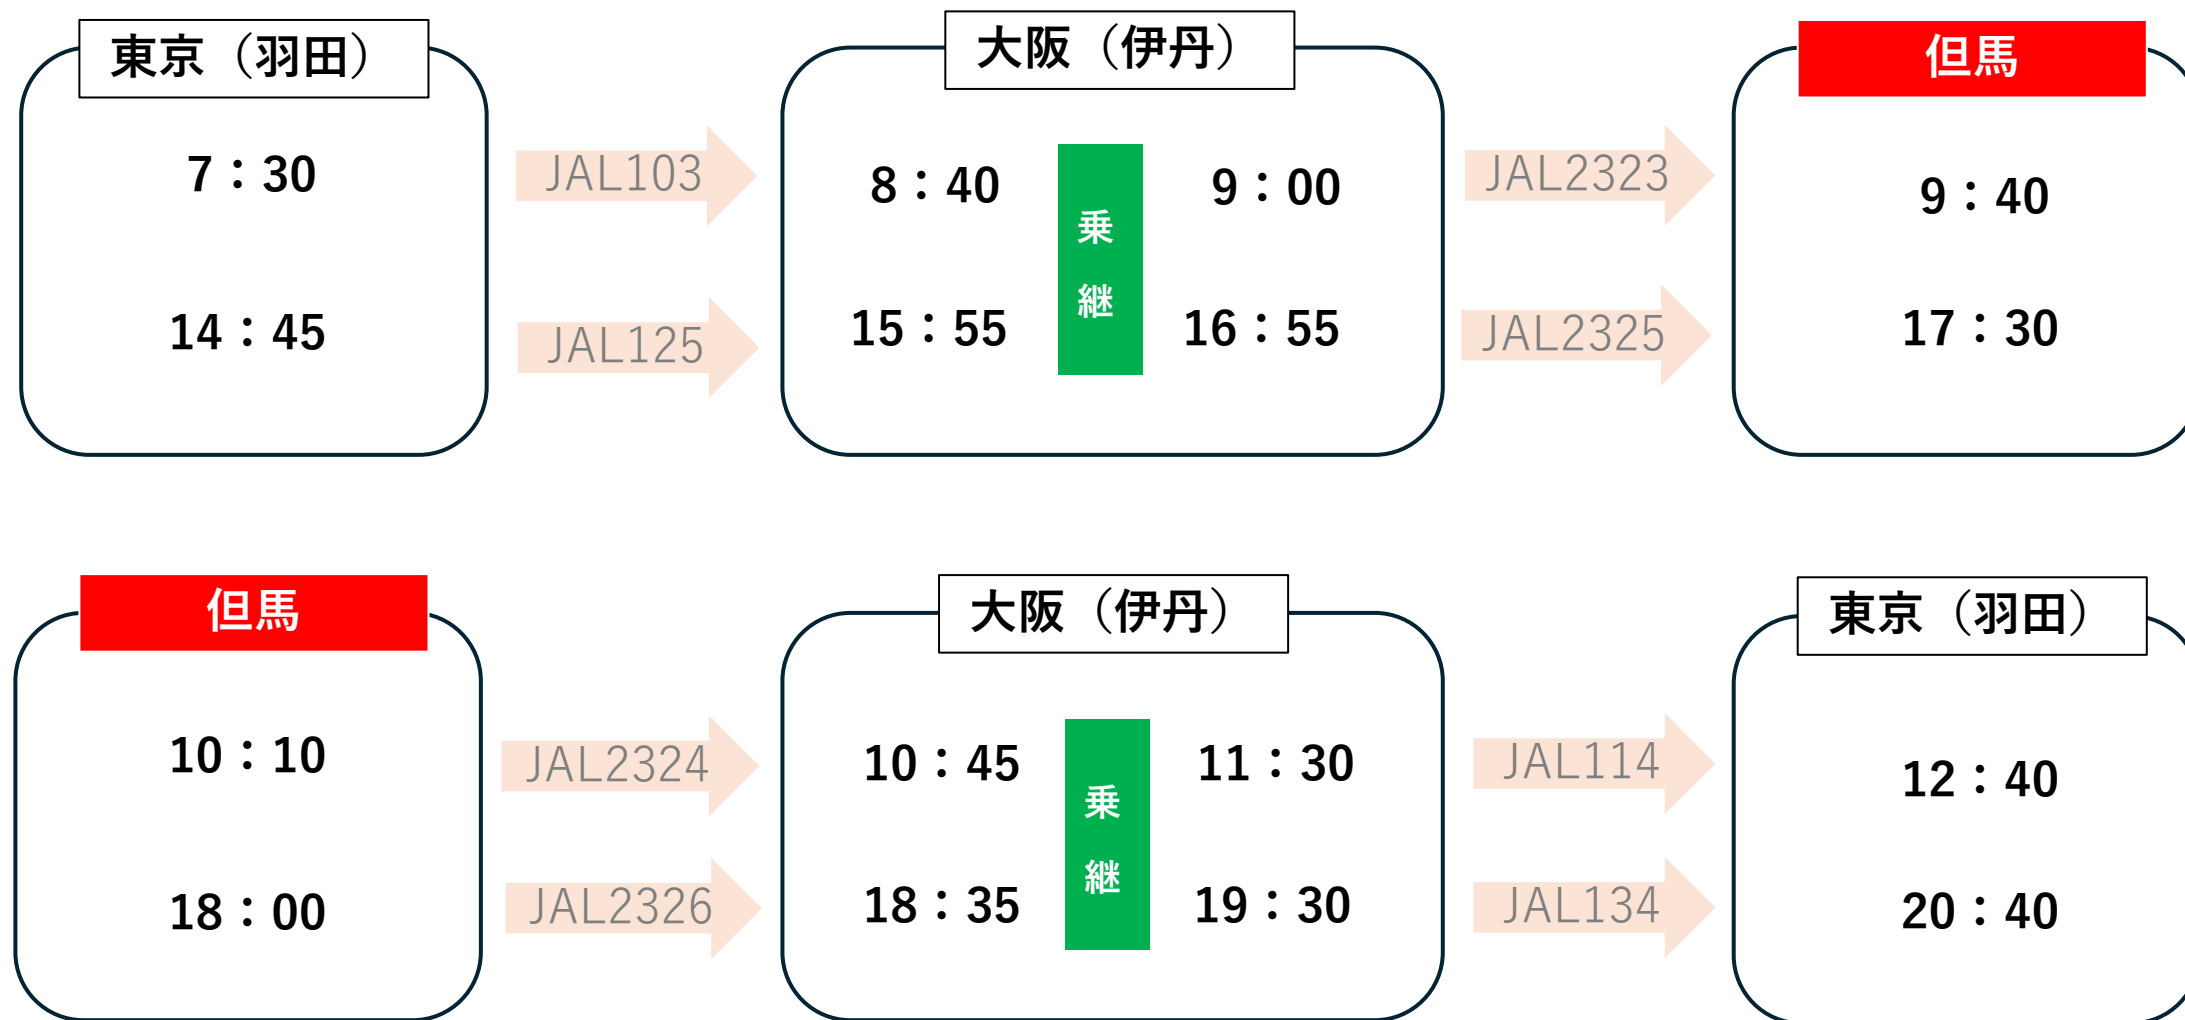 東京（羽田）
大阪（伊丹）
但馬
7：30
JAL103
8：40
乗継
9：00
JAL2323
9：40
14：45
JAL125
15：55
16：55
JAL2325
17：30
但馬
大阪（伊丹）
東京（羽田）
10：10
JAL2324
10：45
乗継
11：30
JAL114
12：40
18：00
JAL2326
18：35
19：30
JAL134
20：40